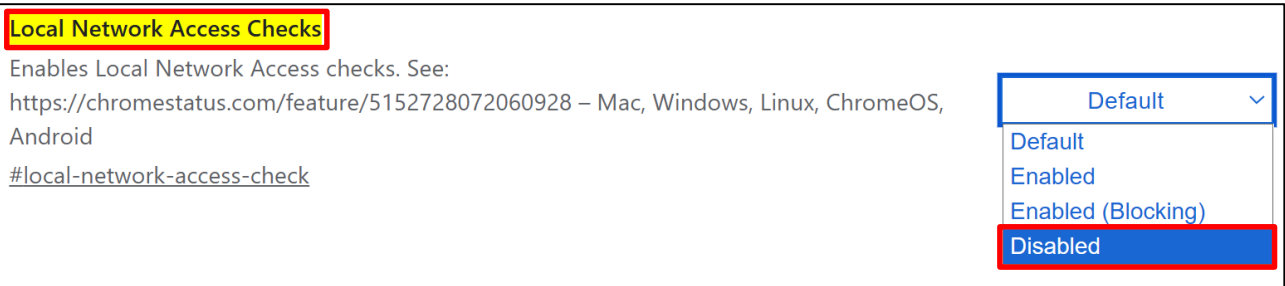 Local Network Access Checks
Enables Local Network Access checks. See:
https://chromestatus.com/feature/5152728072060928 – Mac, Windows, Linux, ChromeOS,
Android
#local-network-access-check
Default
Default
Enabled
Enabled (Blocking)
Disabled